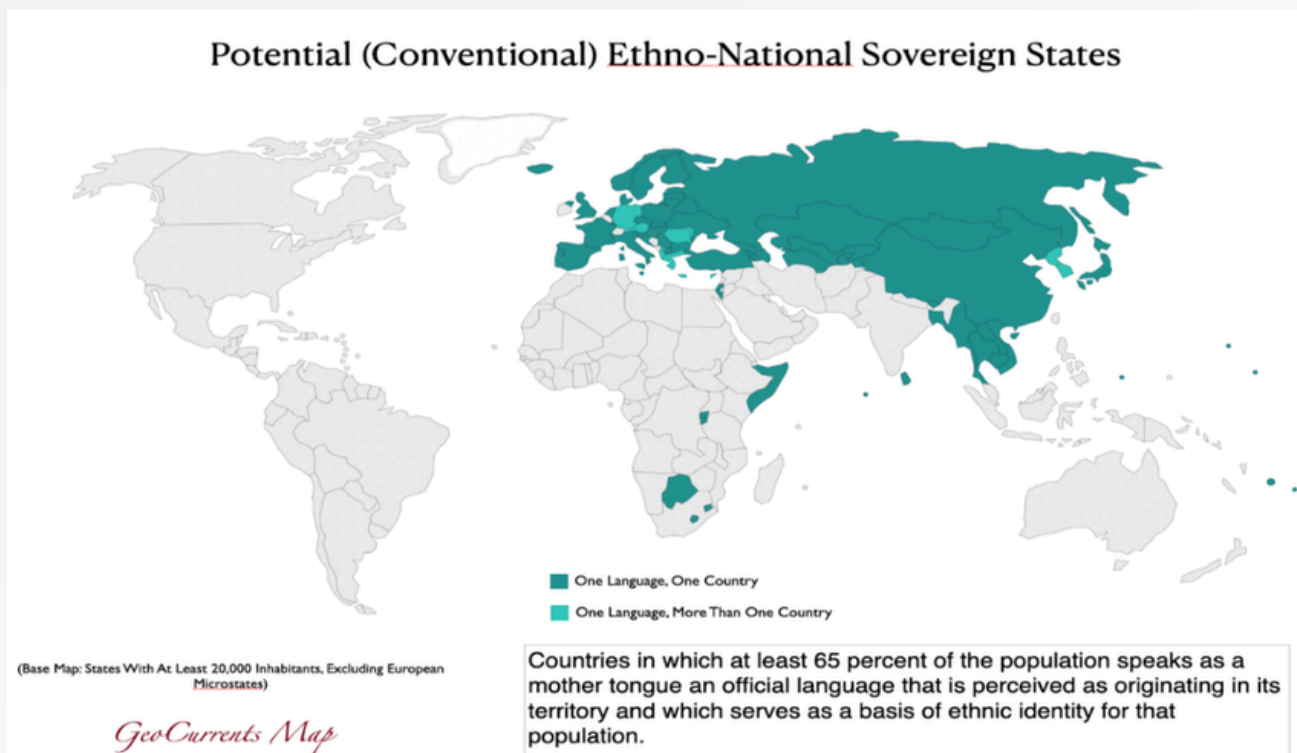 Potential (Conventional) Ethno-National Sovereign States
One Language, One Country
One Language, More Than One Country
(Base Map: States With At Least 20,000 Inhabitants, Excluding European
Microstates)
GeoCurrents Map
Countries in which at least 65 percent of the population speaks as a
mother tongue an official language that is perceived as originating in its
territory and which serves as a basis of ethnic identity for that
population.